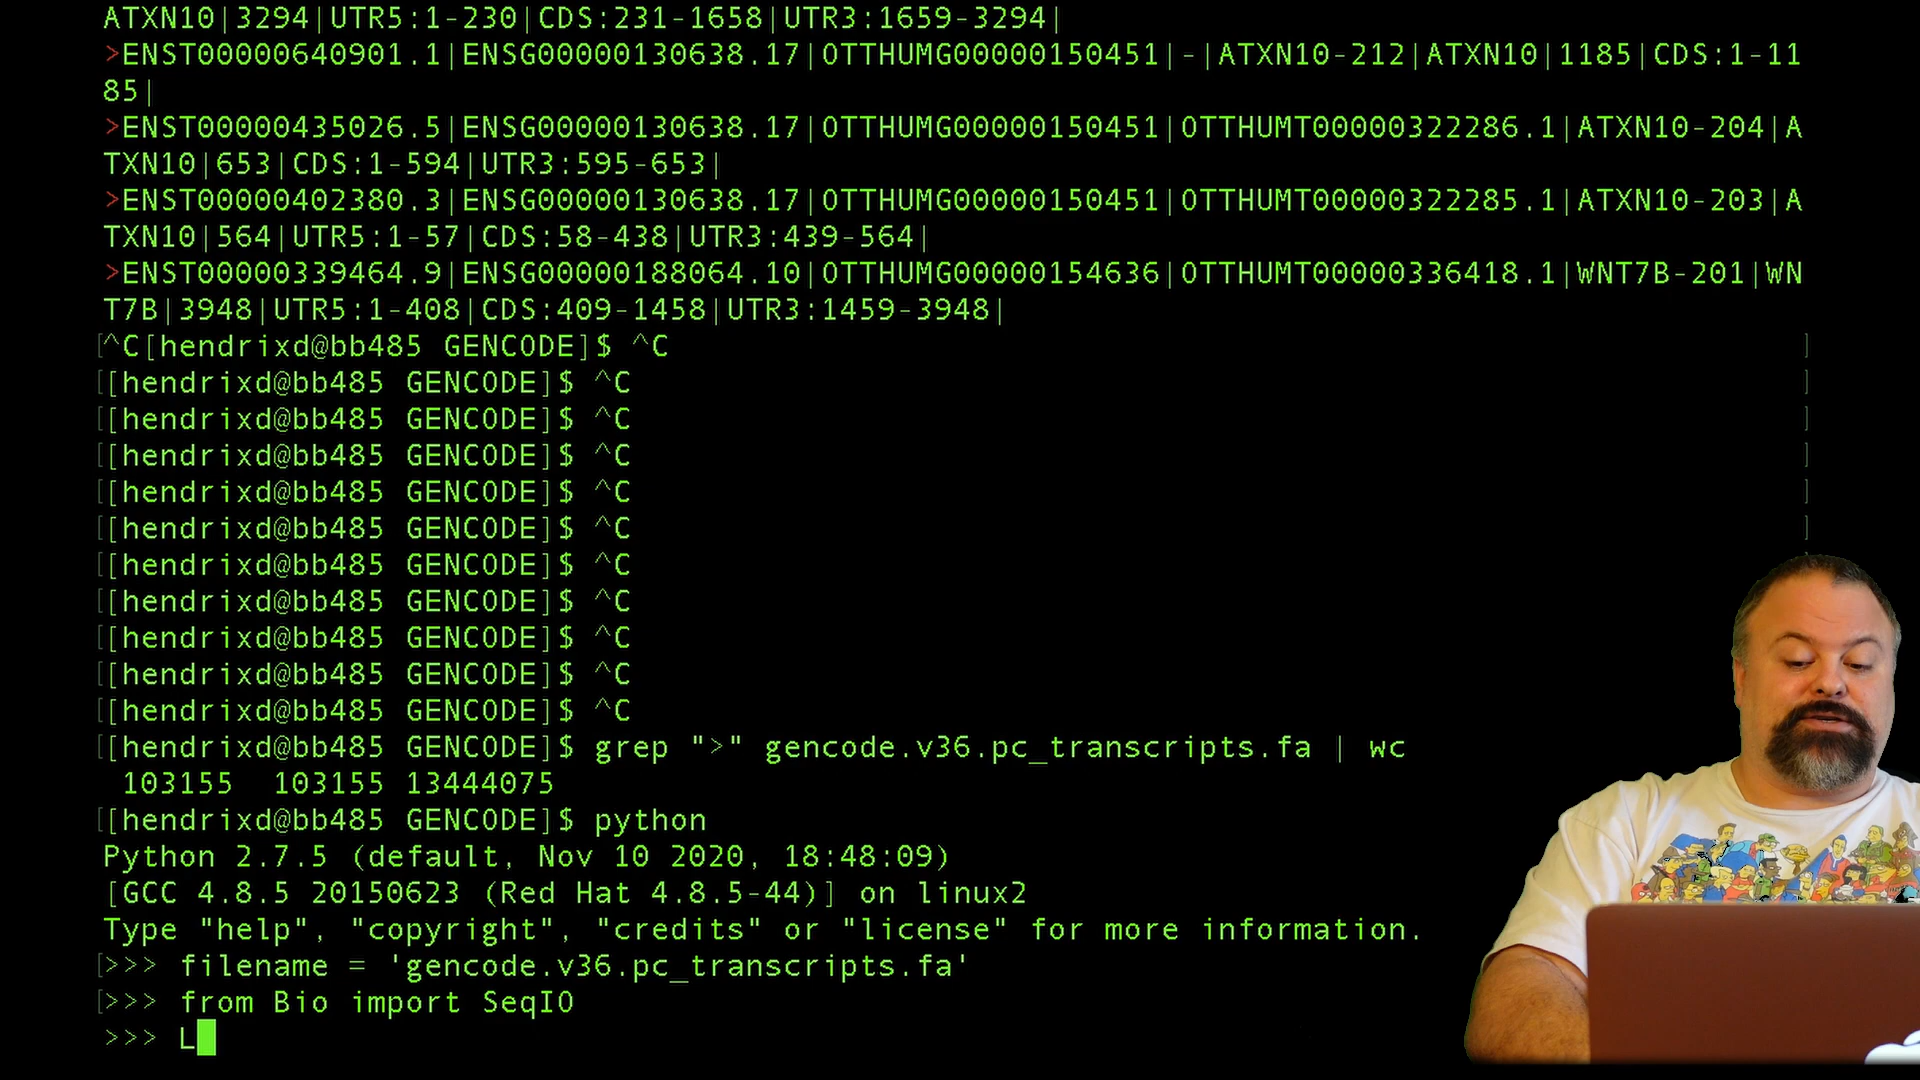 ATXN10|3294|UTR5:1-230|CDS:231-1658|UTR3:1659-3294|
>ENST00000640901.1|ENSG00000130638.17|OTTHUMG00000150451|-|ATXN10-212|ATXN10|1185|CDS:1-11
85|
>ENST00000435026.5|ENSG00000130638.17|OTTHUMG00000150451|OTTHUMT00000322286.1|ATXN10-204|A
TXN10|653|CDS:1-594|UTR3:595-653|
>ENST00000402380.3|ENSG00000130638.17|OTTHUMG00000150451|OTTHUMT00000322285.1|ATXN10-203|A
TXN10|564|UTR5:1-57|CDS:58-438|UTR3:439-564|
>ENST00000339464.9|ENSG00000188064.10|OTTHUMG00000154636|OTTHUMT00000336418.1|WNT7B-201|WN
T7B|3948|UTR5:1-408|CDS:409-1458|UTR3:1459-3948|
[^C[hendrixd@bb485 GENCODE]$ ^C ]
[[hendrixd@bb485 GENCODE]$ ^C ]
[[hendrixd@bb485 GENCODE]$ ^C ]
[[hendrixd@bb485 GENCODE]$ ^C ]
[[hendrixd@bb485 GENCODE]$ ^C ]
[[hendrixd@bb485 GENCODE]$ ^C ]
[[hendrixd@bb485 GENCODE]$ ^C
[[hendrixd@bb485 GENCODE]$ ^C
[[hendrixd@bb485 GENCODE]$ ^C
[[hendrixd@bb485 GENCODE]$ ^C
[[hendrixd@bb485 GENCODE]$ ^C
[[hendrixd@bb485 GENCODE]$ grep ">" gencode.v36.pc_transcripts.fa | wc
103155 103155 13444075
[[hendrixd@bb485 GENCODE]$ python
Python 2.7.5 (default, Nov 10 2020, 18:48:09)
[GCC 4.8.5 20150623 (Red Hat 4.8.5-44)] on linux2
Type "help", "copyright", "credits" or "license" for more information.
[>>> filename = 'gencode.v36.pc_transcripts.fa'
[>>> from Bio import SeqIO
>>> L